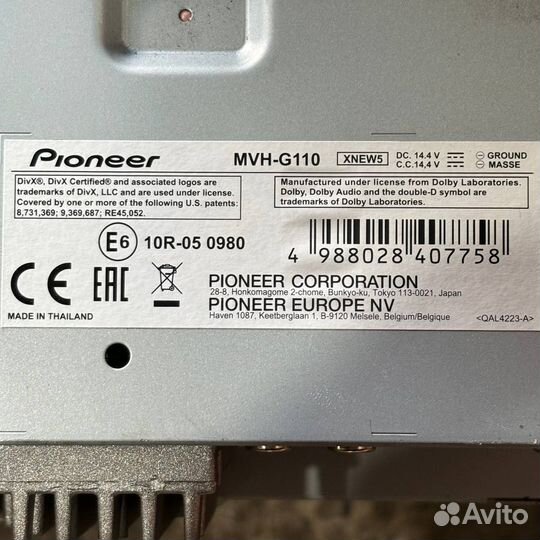 Pioneer
MVH-G110 XNEW5 DC. 14.4 V GROUND
C.C.14,4 V MASSE
DivX®, DivX Certified® and associated logos are
trademarks of DivX, LLC and are used under license.
Covered by one or more of the following U.S. patents:
8,731,369; 9,369,687; RE45,052.
Manufactured under license from Dolby Laboratories.
Dolby, Dolby Audio and the double-D symbol are
trademarks of Dolby Laboratories.
E6 10R-05 0980
4 988028 407758
CE EAC
PIONEER CORPORATION
28-8, Honkomagome 2-chome, Bunkyo-ku, Tokyo 113-0021, Japan
PIONEER EUROPE NV
Haven 1087, Keetberglaan 1, B-9120 Melsele, Belgium/Belgique
MADE IN THAILAND
<QAL4223-A>
Avito